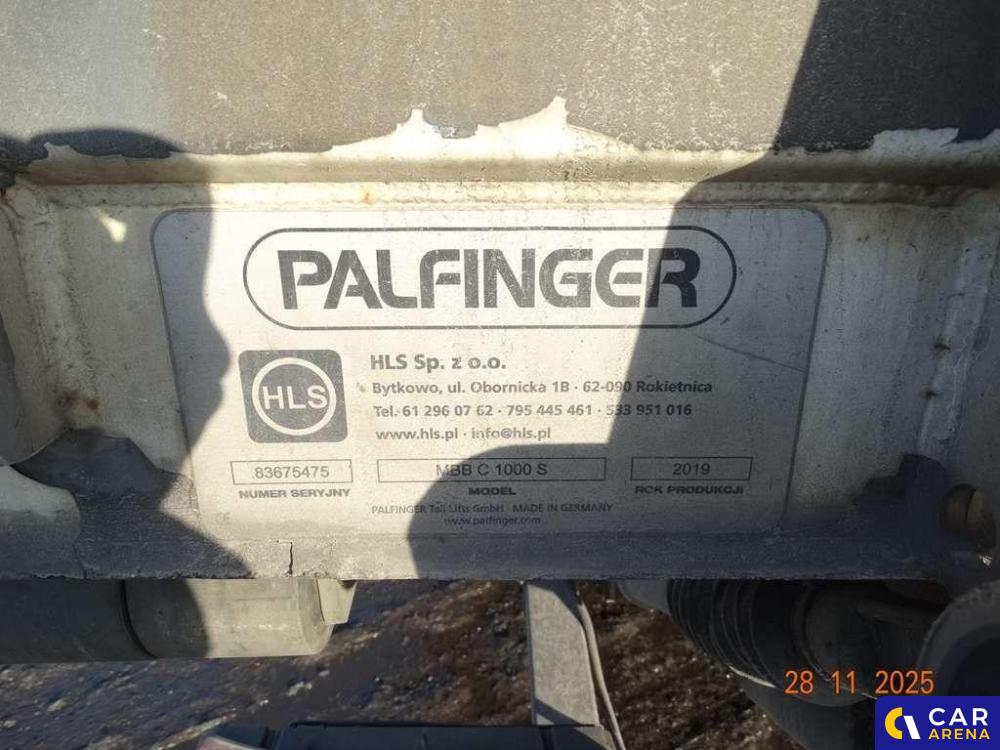 PALFINGER
HLS
HLS Sp. z o.o.
Bytkowo, ul. Obornicka 1B · 62-090 Rokietnica
Tel. 61 296 07 62 · 795 445 461 · 533 951 016
www.hls.pl · info@hls.pl
83675475 MBB C 1000 S 2019
NUMER SERYJNY MODEL ROK PRODUKCJI
CE PALFINGER Tail Lifts GmbH MADE IN GERMANY
www.palfinger.com
28 11 2025
CAR
ARENA